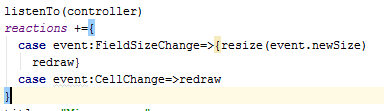 listenTo(controller)
reactions +={
case event:FieldSizeChange=>{resize(event.newSize)
redraw}
case event:CellChange=>redraw
}